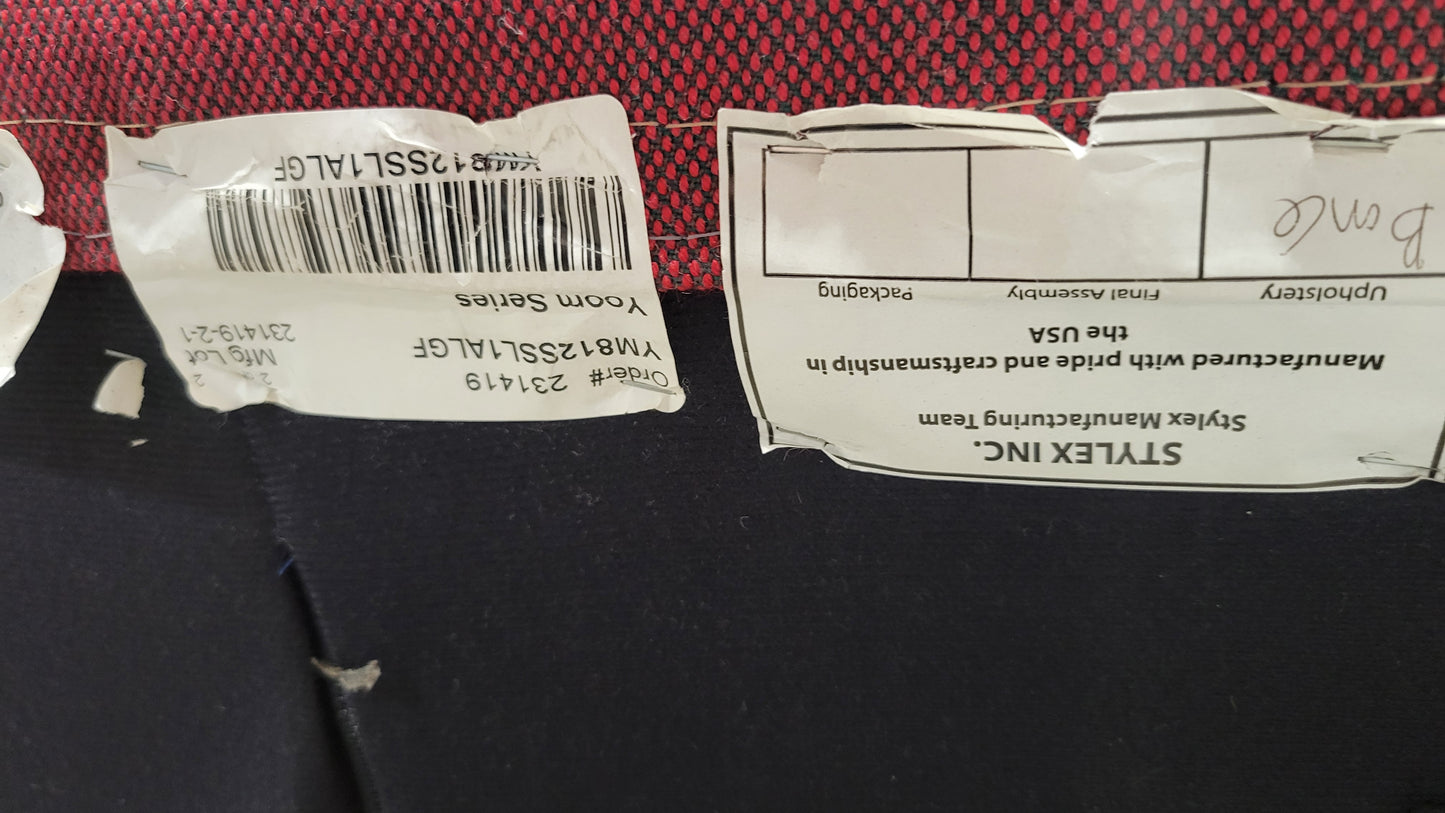 Order# 231419
YM812SSL1ALGF
Mfg Lot
231419-2-1
Yoom Series
YM812SSL1ALGF
STYLEX INC.
Stylex Manufacturing Team
Manufactured with pride and craftsmanship in
the USA
Upholstery
Final Assembly
Packaging